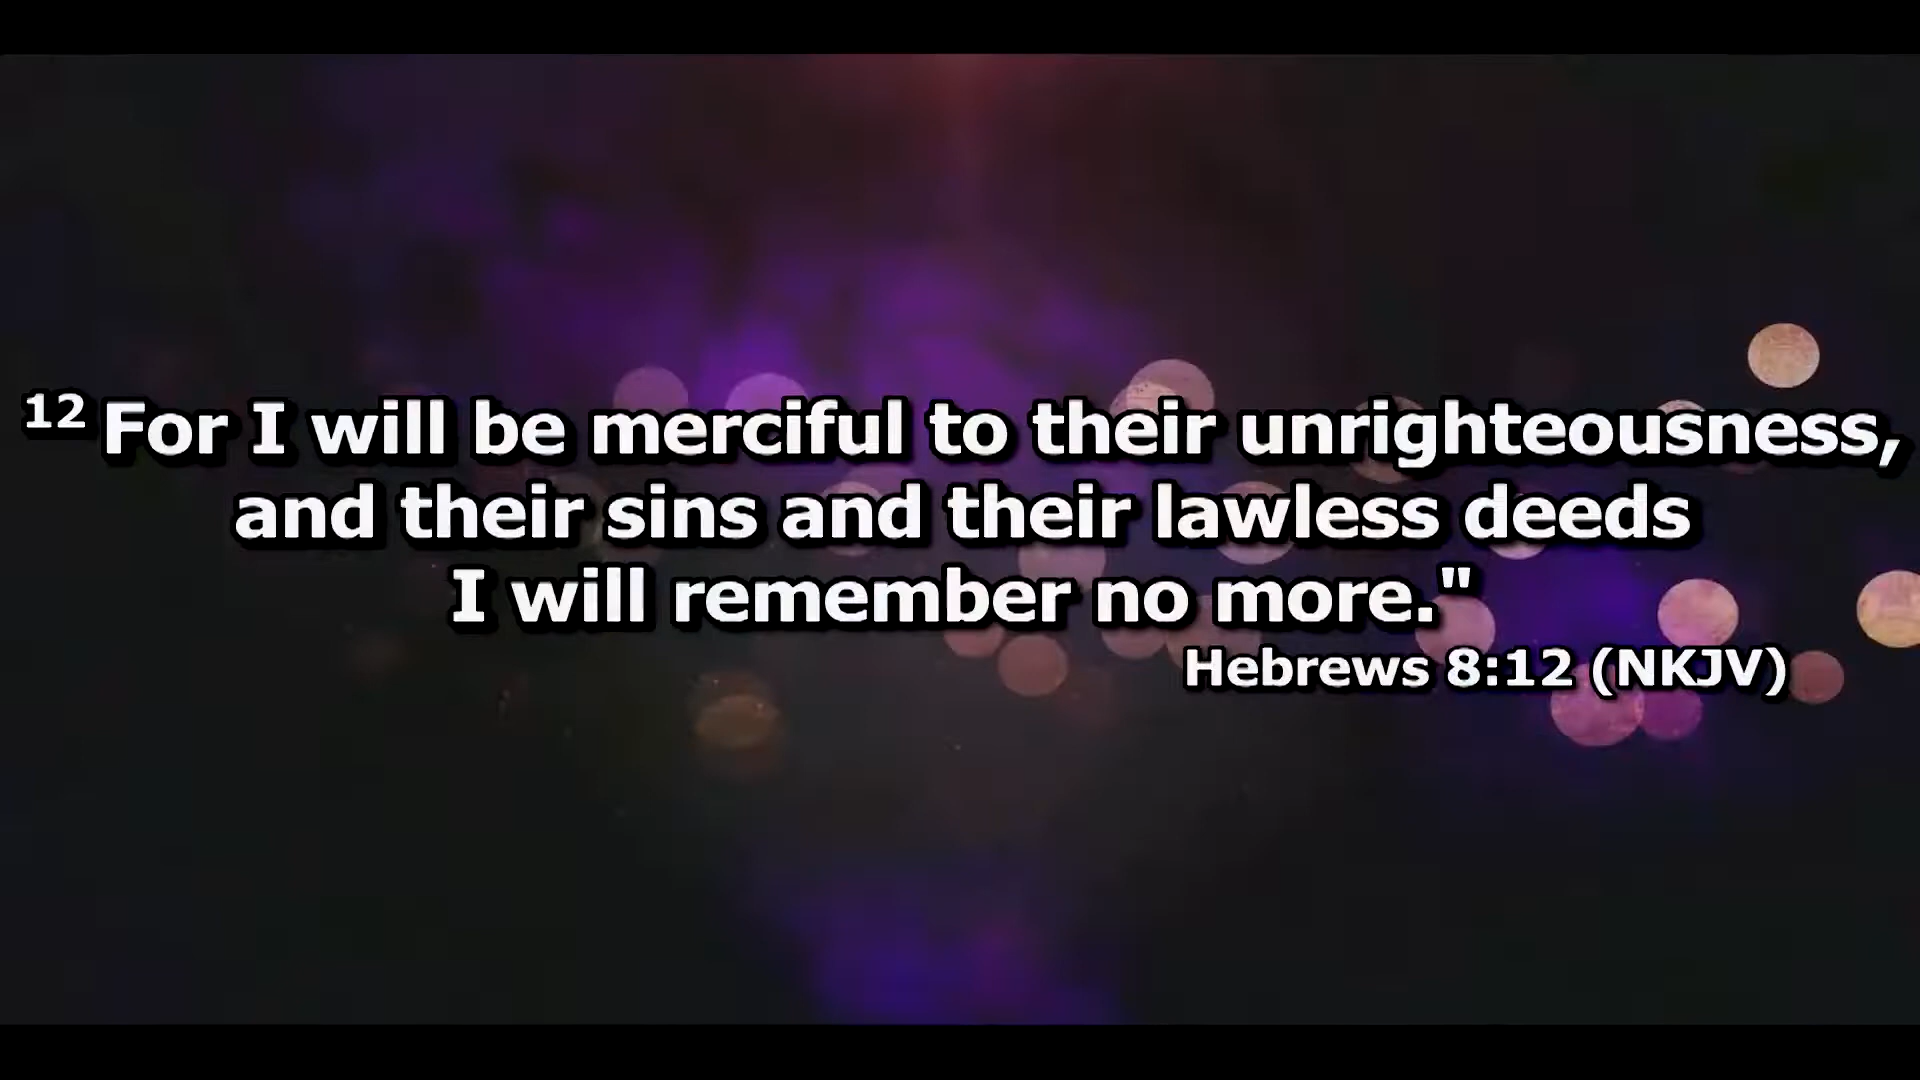 12 For I will be merciful to their unrighteousness,
and their sins and their lawless deeds
I will remember no more."
Hebrews 8:12 (NKJV)